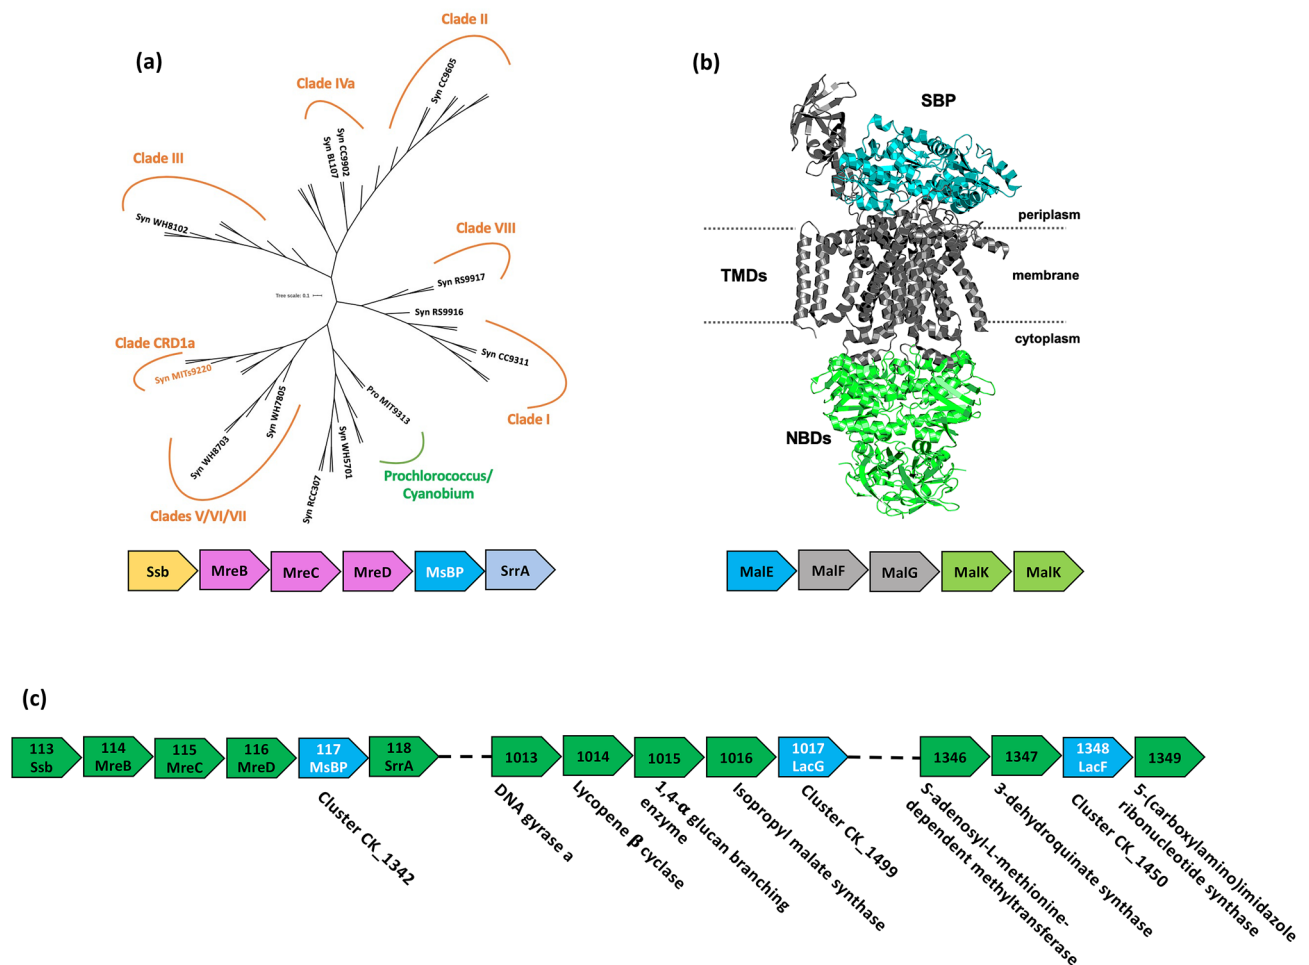 (a)
Clade II
Clade IVa
Syn CC9605
Syn CC9902
Syn BL107
Clade III
Syn WH8102
Clade VIII
Syn RS9917
Tree scale: 0.1
Syn RS9916
Clade CRD1a
Syn MITs9220
Syn CC9311
Clade I
Syn WH7805
Pro MIT9313
Syn WH8703
Syn WH5701
Syn RCC307
Prochlorococcus/
Cyanobium
Clades V/VI/VII
Ssb
MreB
MreC
MreD
MsBP
SrrA
(b)
SBP
periplasm
TMDs
membrane
cytoplasm
NBDs
MalE
MalF
MalG
MalK
MalK
(c)
113
Ssb
114
MreB
115
MreC
116
MreD
117
MsBP
118
SrrA
1013
1014
1015
1016
1017
LacG
1346
1347
1348
LacF
1349
Cluster CK_1342
DNA gyrase a
Lycopene β cyclase
1,4-α glucan branching
enzyme
Isopropyl malate synthase
Cluster CK_1499
S-adenosyl-L-methionine-
dependent methyltransferase
3-dehydroquinate synthase
Cluster CK_1450
5-(carboxylamino)imidazole
ribonucleotide synthase